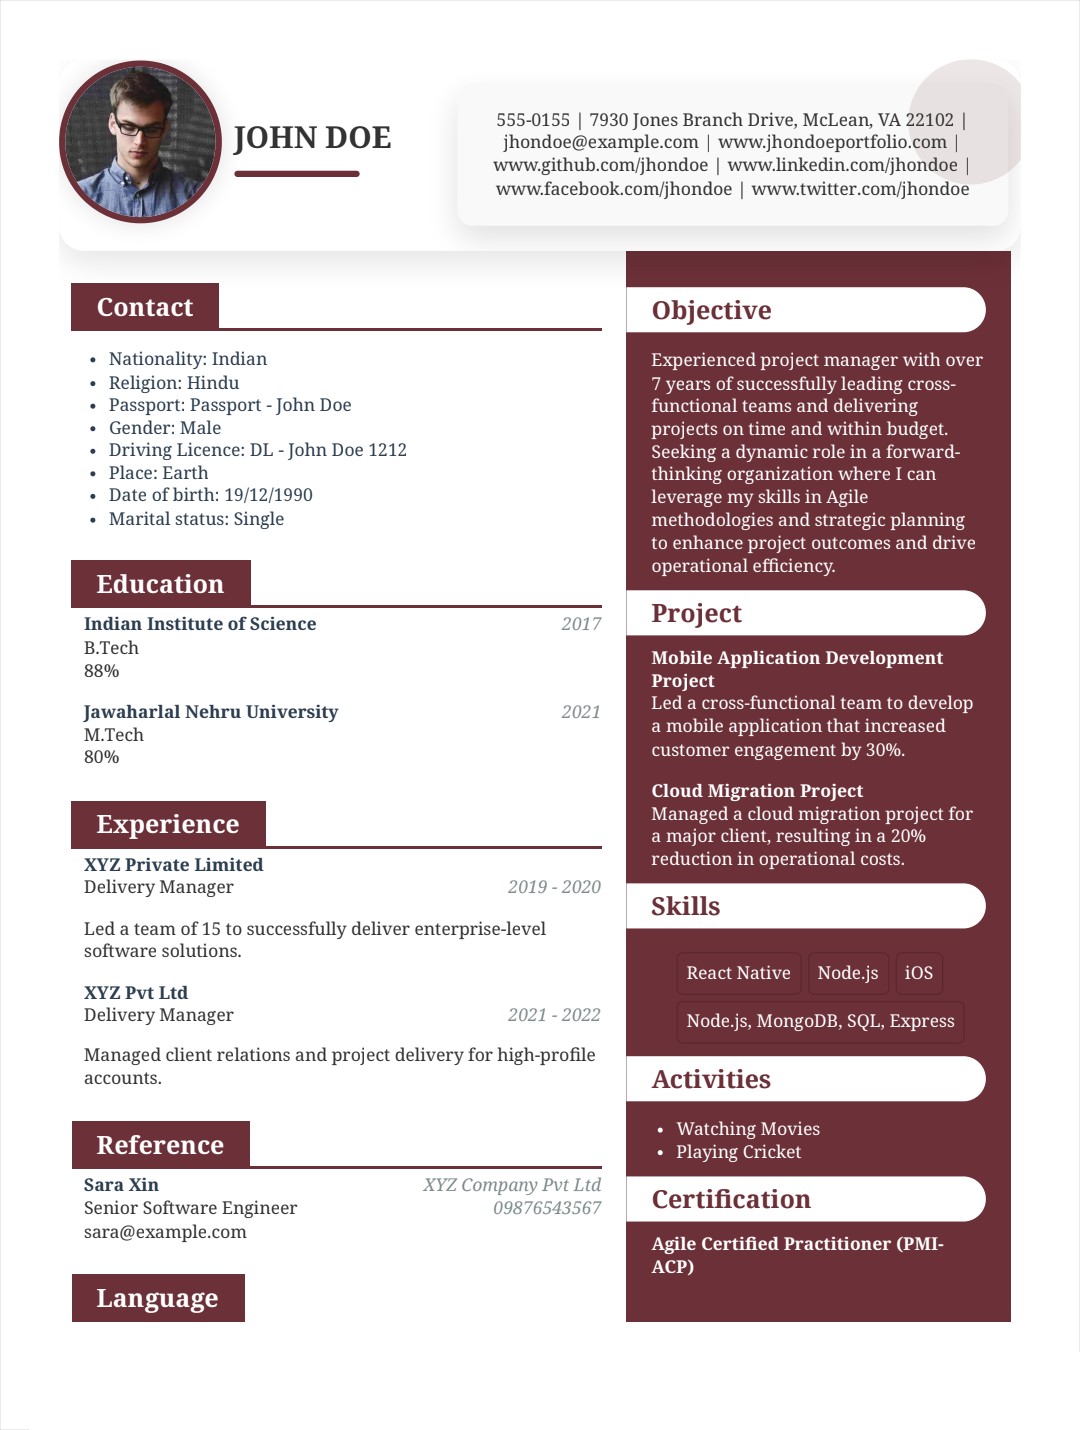 JOHN DOE
555-0155 | 7930 Jones Branch Drive, McLean, VA 22102 |
jhondoe@example.com | www.jhondoeportfolio.com |
www.github.com/jhondoe | www.linkedin.com/jhondoe |
www.facebook.com/jhondoe | www.twitter.com/jhondoe
Contact
• Nationality: Indian
• Religion: Hindu
• Passport: Passport - John Doe
• Gender: Male
• Driving Licence: DL - John Doe 1212
• Place: Earth
• Date of birth: 19/12/1990
• Marital status: Single
Education
Indian Institute of Science 2017
B.Tech
88%
Jawaharlal Nehru University 2021
M.Tech
80%
Experience
XYZ Private Limited
Delivery Manager 2019 - 2020
Led a team of 15 to successfully deliver enterprise-level
software solutions.
XYZ Pvt Ltd
Delivery Manager 2021 - 2022
Managed client relations and project delivery for high-profile
accounts.
Reference
Sara Xin XYZ Company Pvt Ltd
Senior Software Engineer 09876543567
sara@example.com
Language
Objective
Experienced project manager with over
7 years of successfully leading cross-
functional teams and delivering
projects on time and within budget.
Seeking a dynamic role in a forward-
thinking organization where I can
leverage my skills in Agile
methodologies and strategic planning
to enhance project outcomes and drive
operational efficiency.
Project
Mobile Application Development
Project
Led a cross-functional team to develop
a mobile application that increased
customer engagement by 30%.
Cloud Migration Project
Managed a cloud migration project for
a major client, resulting in a 20%
reduction in operational costs.
Skills
React Native Node.js iOS
Node.js, MongoDB, SQL, Express
Activities
• Watching Movies
• Playing Cricket
Certification
Agile Certified Practitioner (PMI-
ACP)